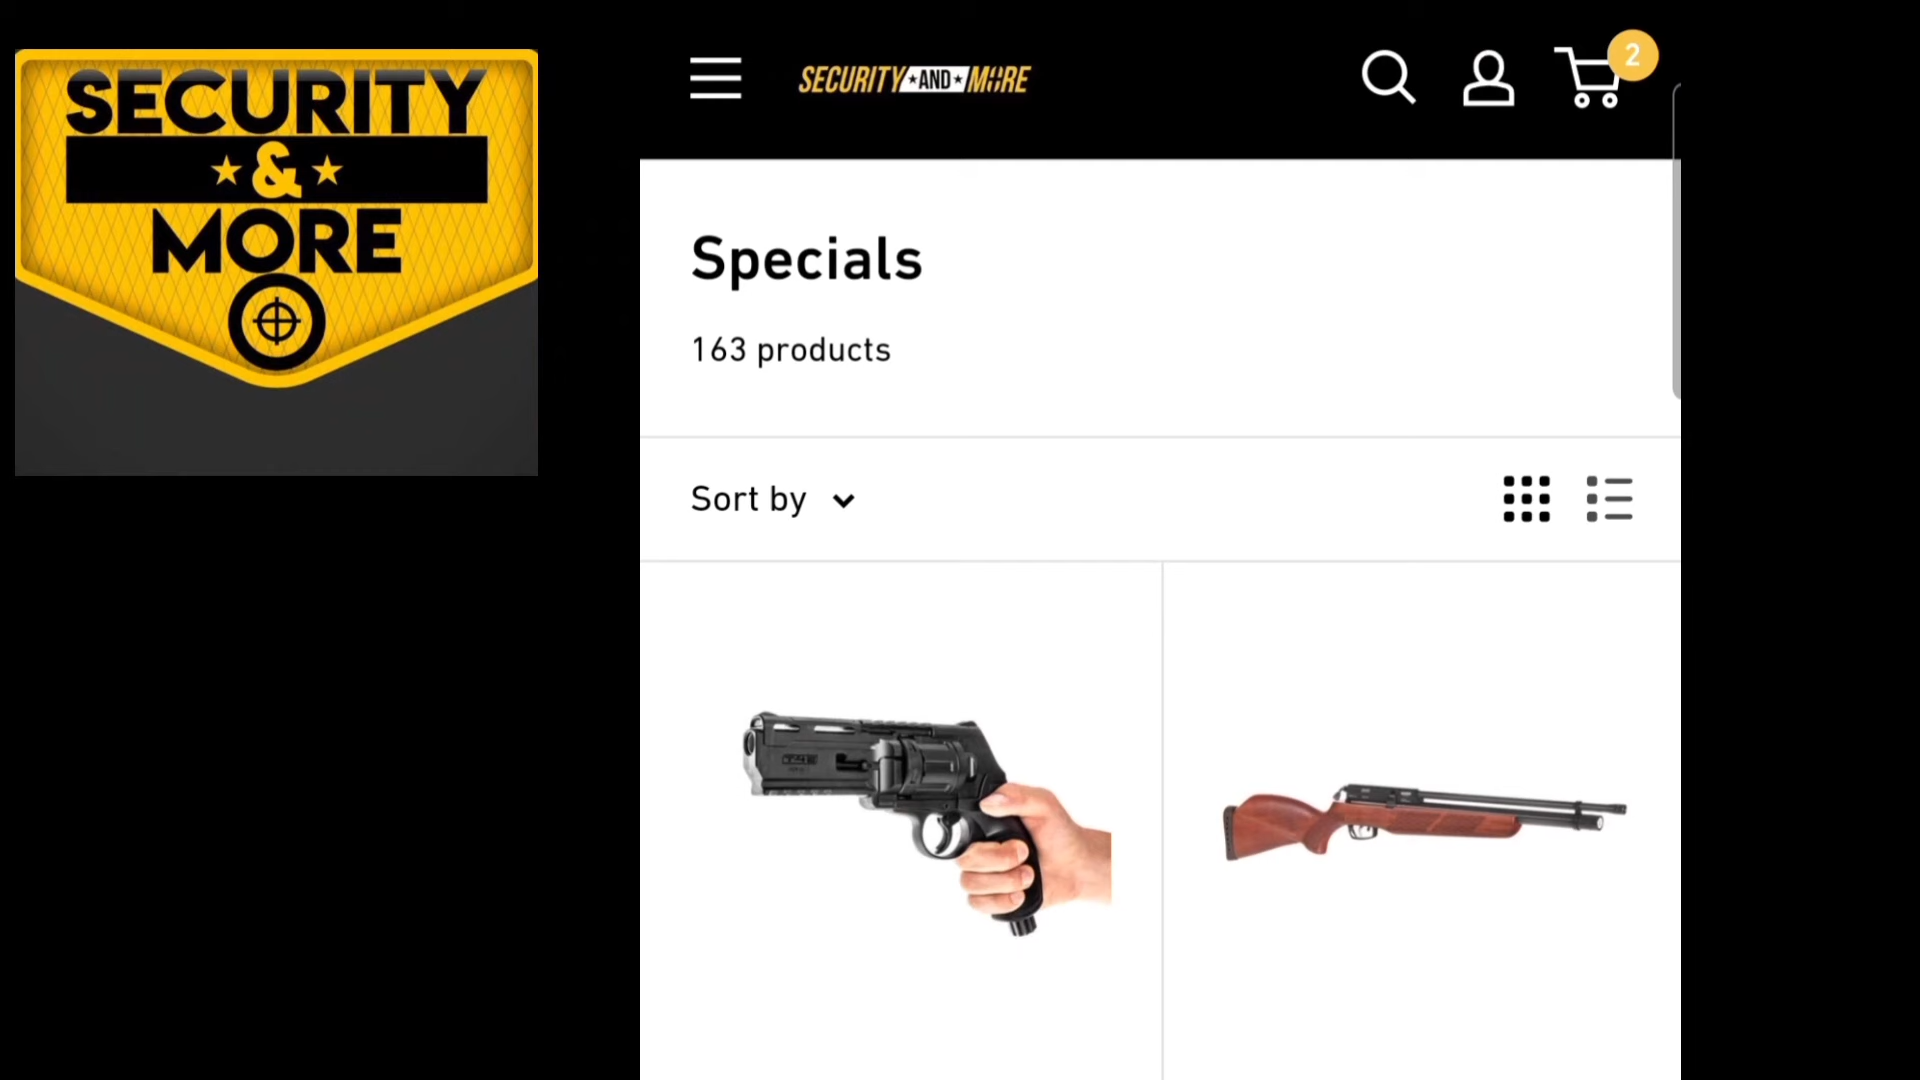 SECURITY
&
MORE
SECURITY AND MORE
2
Specials
163 products
Sort by